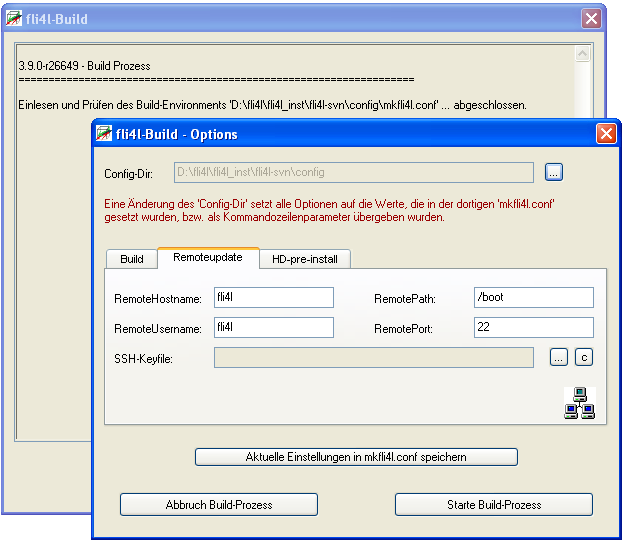 fli4l-Build
3.9.0-r26649 - Build Prozess
==================================================================
Einlesen und Prüfen des Build-Environments 'D:\fli4l\fli4l_inst\fli4l-svn\config\mkfli4l.conf' ... abgeschlossen.
fli4l-Build - Options
Config-Dir: D:\fli4l\fli4l_inst\fli4l-svn\config ...
Eine Änderung des 'Config-Dir' setzt alle Optionen auf die Werte, die in der dortigen 'mkfli4l.conf'
gesetzt wurden, bzw. als Kommandozeilenparameter übergeben wurden.
Build Remoteupdate HD-pre-install
RemoteHostname: fli4l RemotePath: /boot
RemoteUsername: fli4l RemotePort: 22
SSH-Keyfile: ... c
Aktuelle Einstellungen in mkfli4l.conf speichern
Abbruch Build-Prozess Starte Build-Prozess